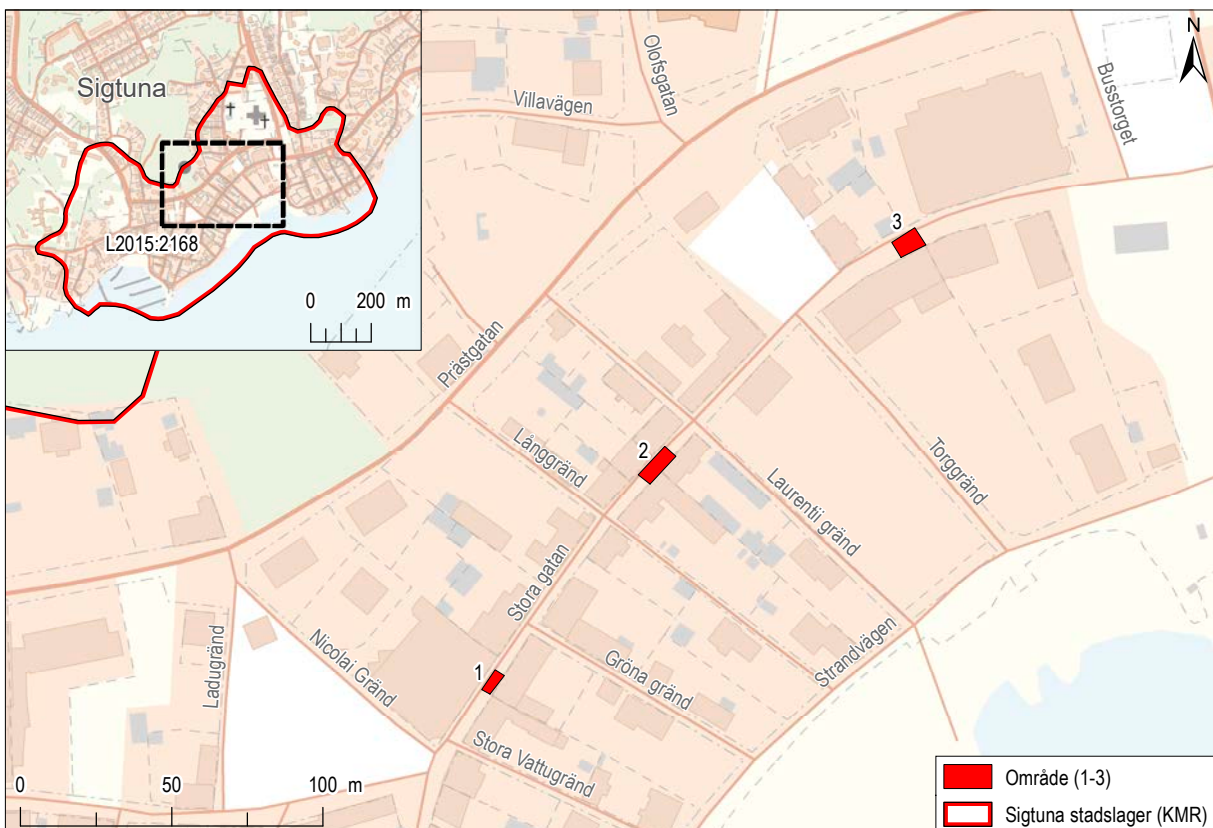 Sigtuna
L2015:2168
0 200 m
N
Villavägen
Olofsgatan
Busstorget
Prästgatan
3
2
1
Långgränd
Laurentii gränd
Torggränd
Stora gatan
Strandvägen
Gröna gränd
Ladugränd
Nicolai Gränd
Stora Vattugränd
0 50 100 m
Område (1-3)
Sigtuna stadslager (KMR)